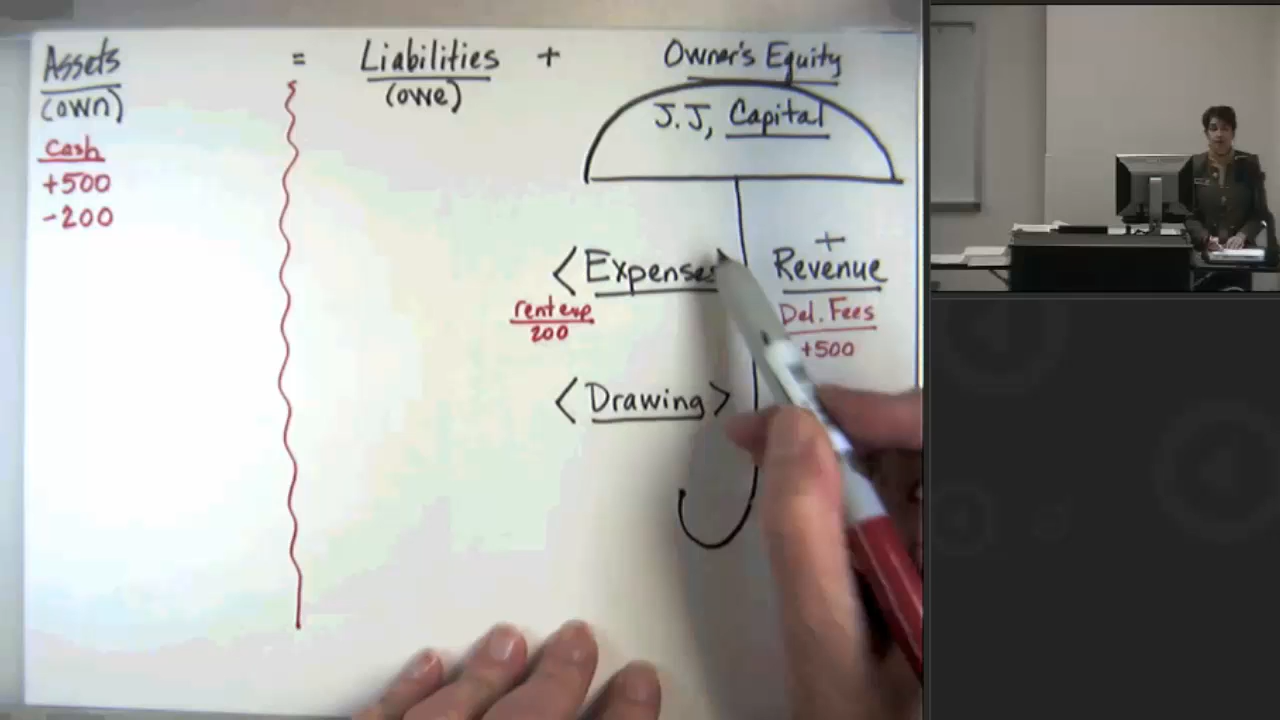 Assets = Liabilities + Owner's Equity
(own) (owe)
J.J, Capital
Cash
+500
-200
+
<Expenses Revenue
rent exp Del. Fees
200 +500
<Drawing>